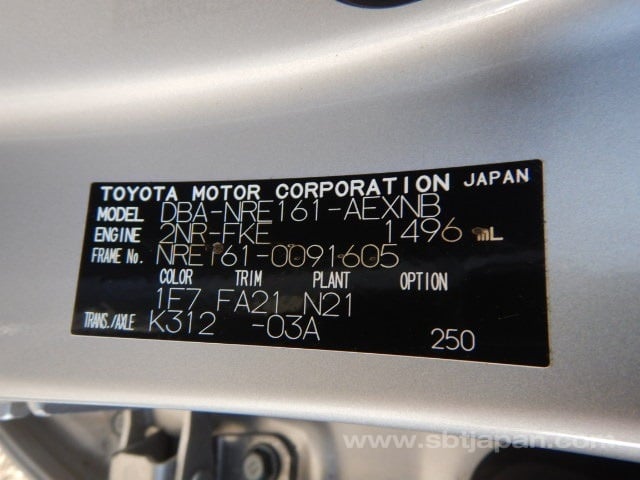 TOYOTA MOTOR CORPORATION JAPAN
MODEL DBA-NRE161-AEXNB
ENGINE 2NR-FKE 1496 mL
FRAME No. NRE161-0091605
COLOR TRIM PLANT OPTION
1F7 FA21 N21
TRANS./AXLE K312 -03A
250
www.sbtjapan.com